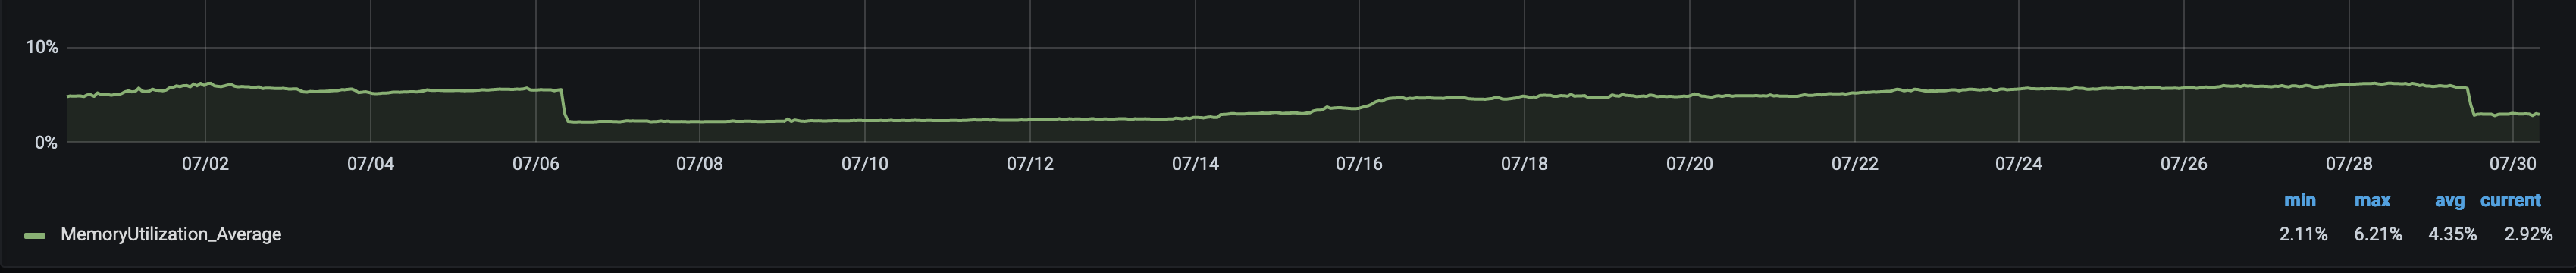 10%
0%
07/02 07/04 07/06 07/08 07/10 07/12 07/14 07/16 07/18 07/20 07/22 07/24 07/26 07/28 07/30
min max avg current
MemoryUtilization_Average 2.11% 6.21% 4.35% 2.92%